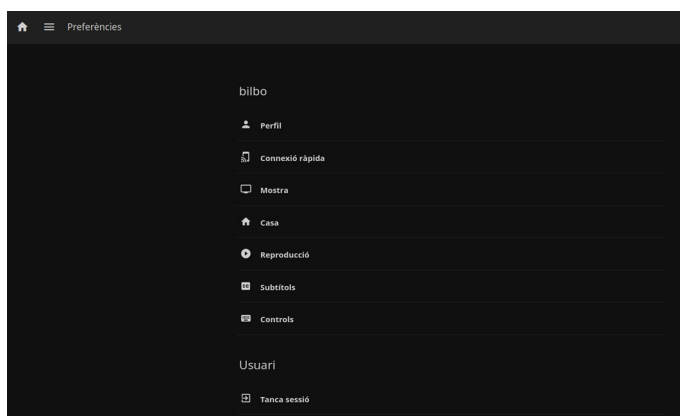 Preferències
bilbo
Perfil
Connexió ràpida
Mostra
Casa
Reproducció
Subtítols
Controls
Usuari
Tanca sessió